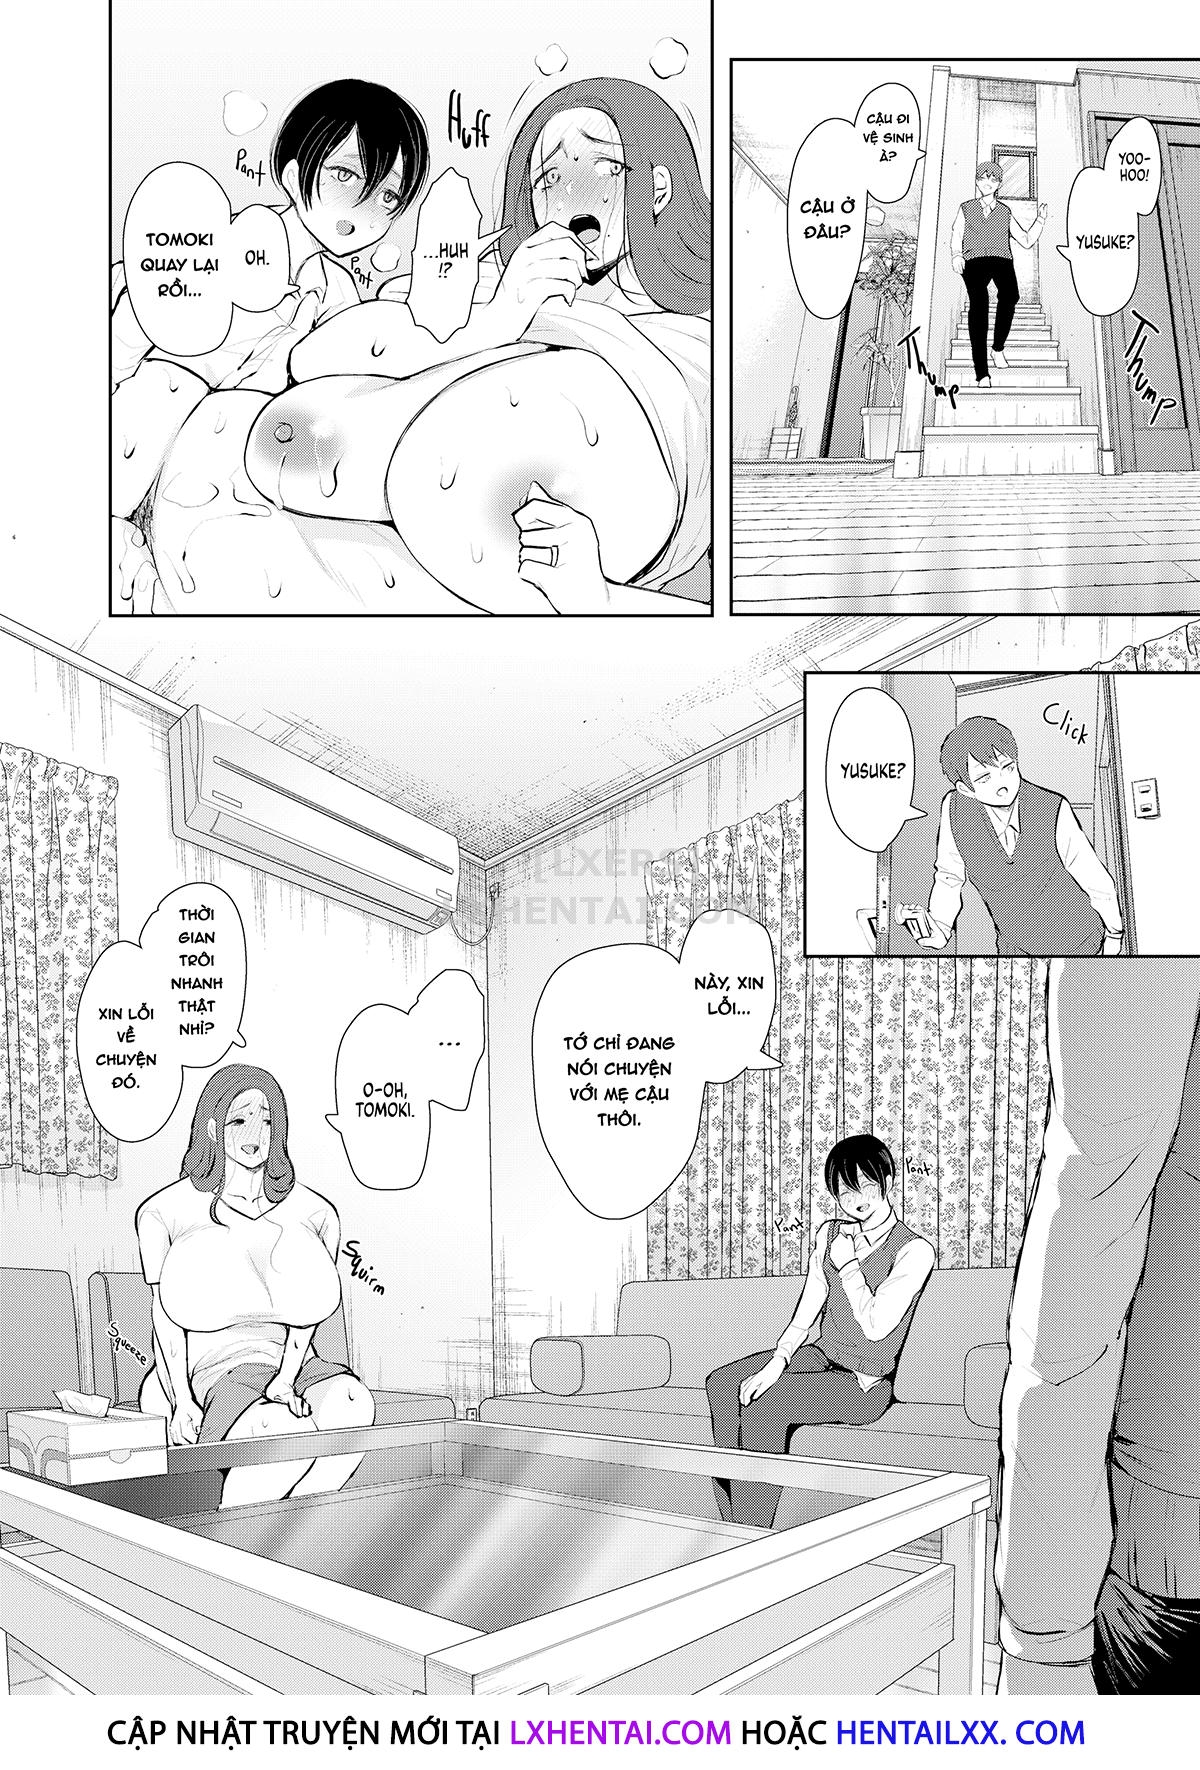 YOO-
HOO!
YUSUKE?
CẬU ĐI
VỆ SINH
À?
CẬU Ở
ĐÂU?
Thump
Thump
Huff
...HUH
!?
Pant
OH.
TOMOKI
QUAY LẠI
RỒI...
Pant
Click
YUSUKE?
NÀY, XIN
LỖI...
TỚ CHỈ ĐANG
NÓI CHUYỆN
VỚI MẸ CẬU
THÔI.
Pant
Pant
...
O-OH,
TOMOKI.
THỜI
GIAN
TRÔI
NHANH
THẬT
NHỈ?
XIN LỖI
VỀ
CHUYỆN
ĐÓ.
Squirm
Squeeze
CẬP NHẬT TRUYỆN MỚI TẠI LXHENTAI.COM HOẶC HENTAILXX. COM